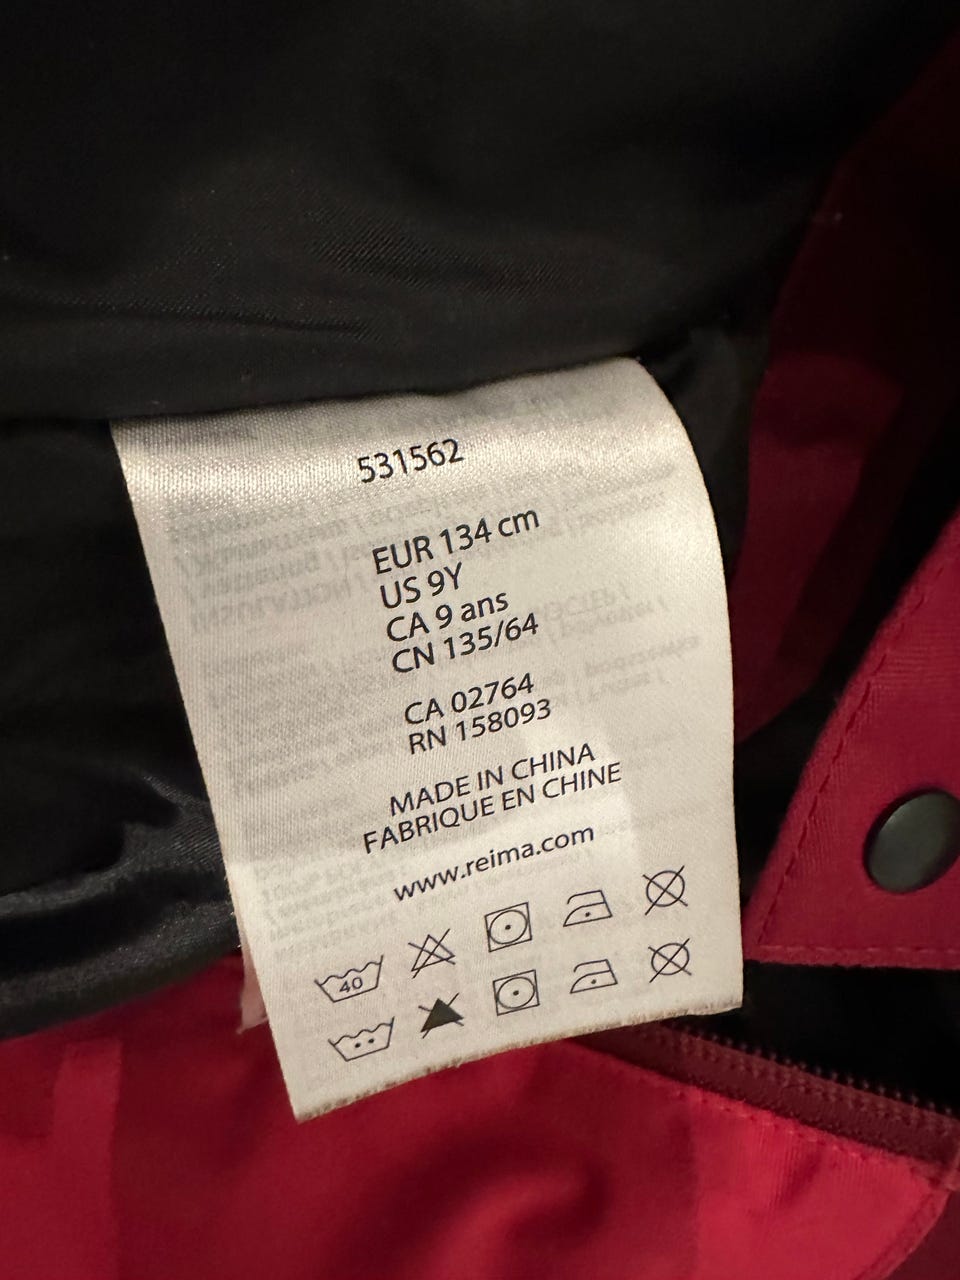 531562
EUR 134 cm
US 9Y
CA 9 ans
CN 135/64
CA 02764
RN 158093
MADE IN CHINA
FABRIQUE EN CHINE
www.reima.com
40